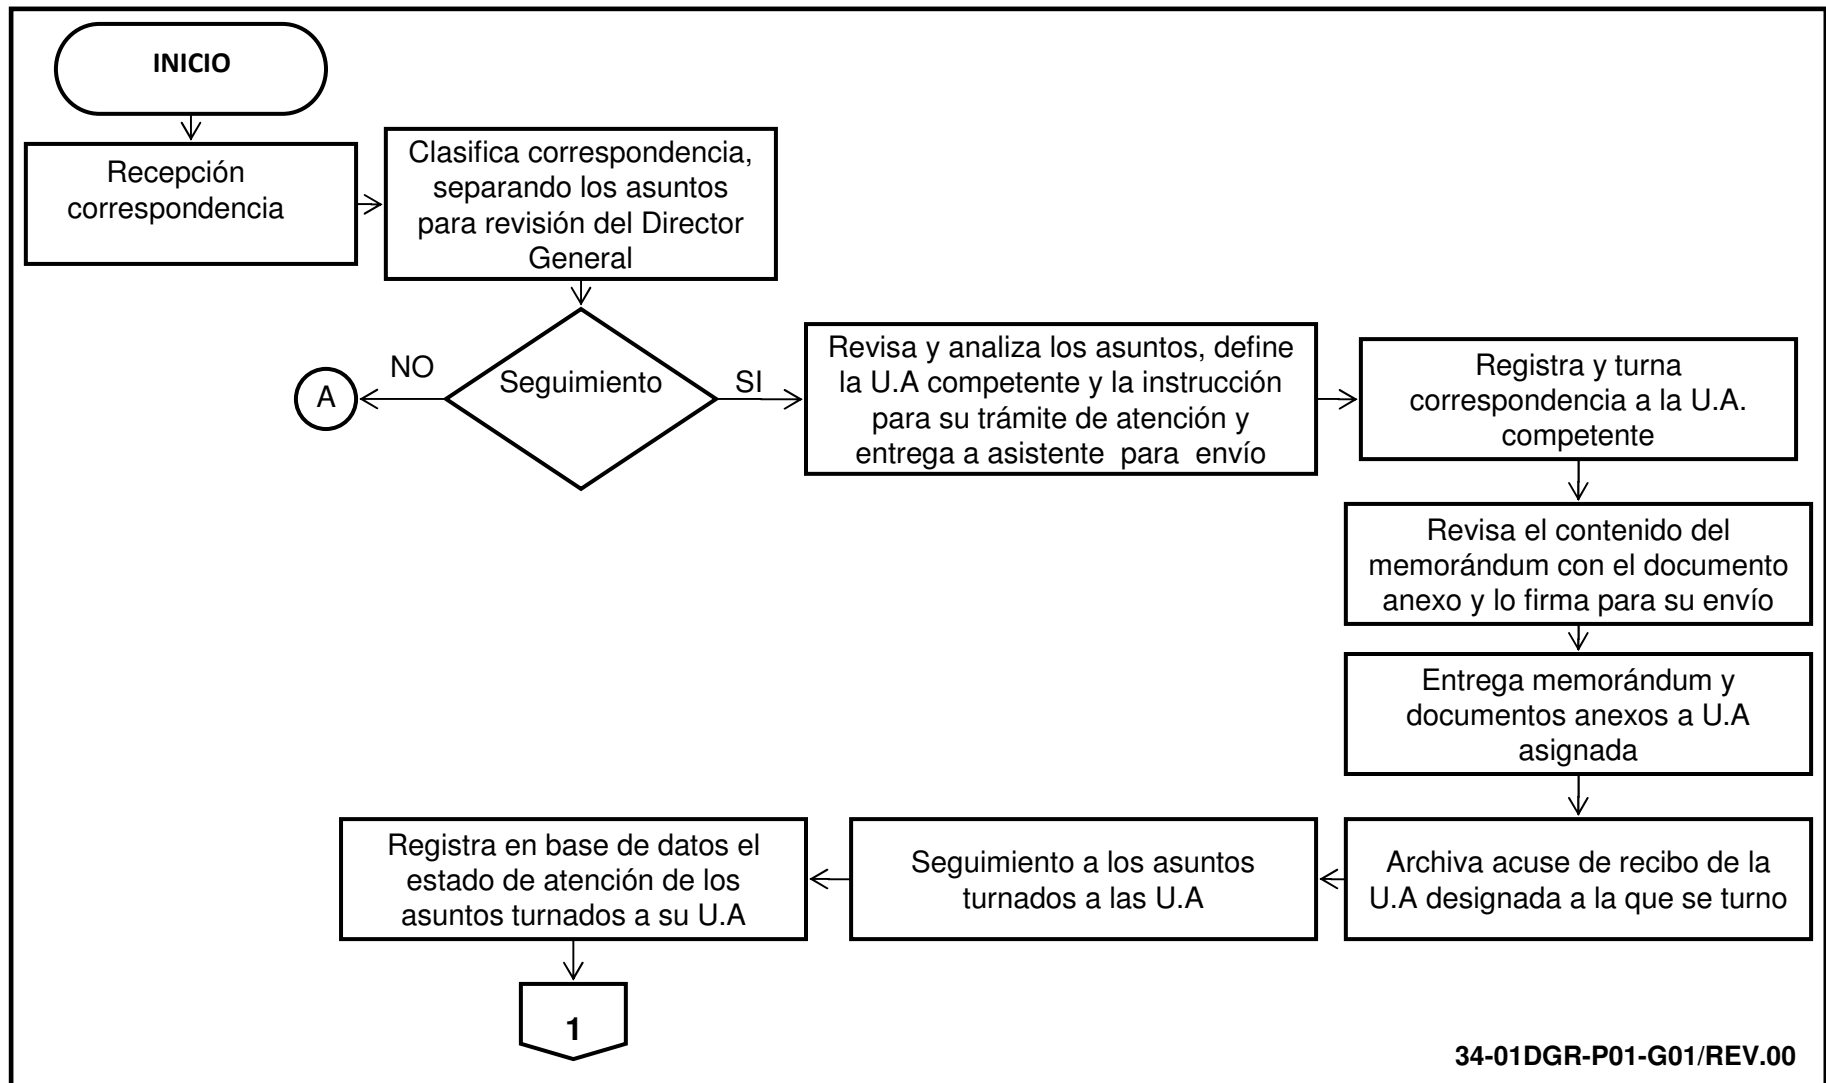 INICIO
Recepción
correspondencia
Clasifica correspondencia,
separando los asuntos
para revisión del Director
General
Seguimiento
NO
A
SI
Revisa y analiza los asuntos, define
la U.A competente y la instrucción
para su trámite de atención y
entrega a asistente para envío
Registra y turna
correspondencia a la U.A.
competente
Revisa el contenido del
memorándum con el documento
anexo y lo firma para su envío
Entrega memorándum y
documentos anexos a U.A
asignada
Archiva acuse de recibo de la
U.A designada a la que se turno
Seguimiento a los asuntos
turnados a las U.A
Registra en base de datos el
estado de atención de los
asuntos turnados a su U.A
1
34-01DGR-P01-G01/REV.00